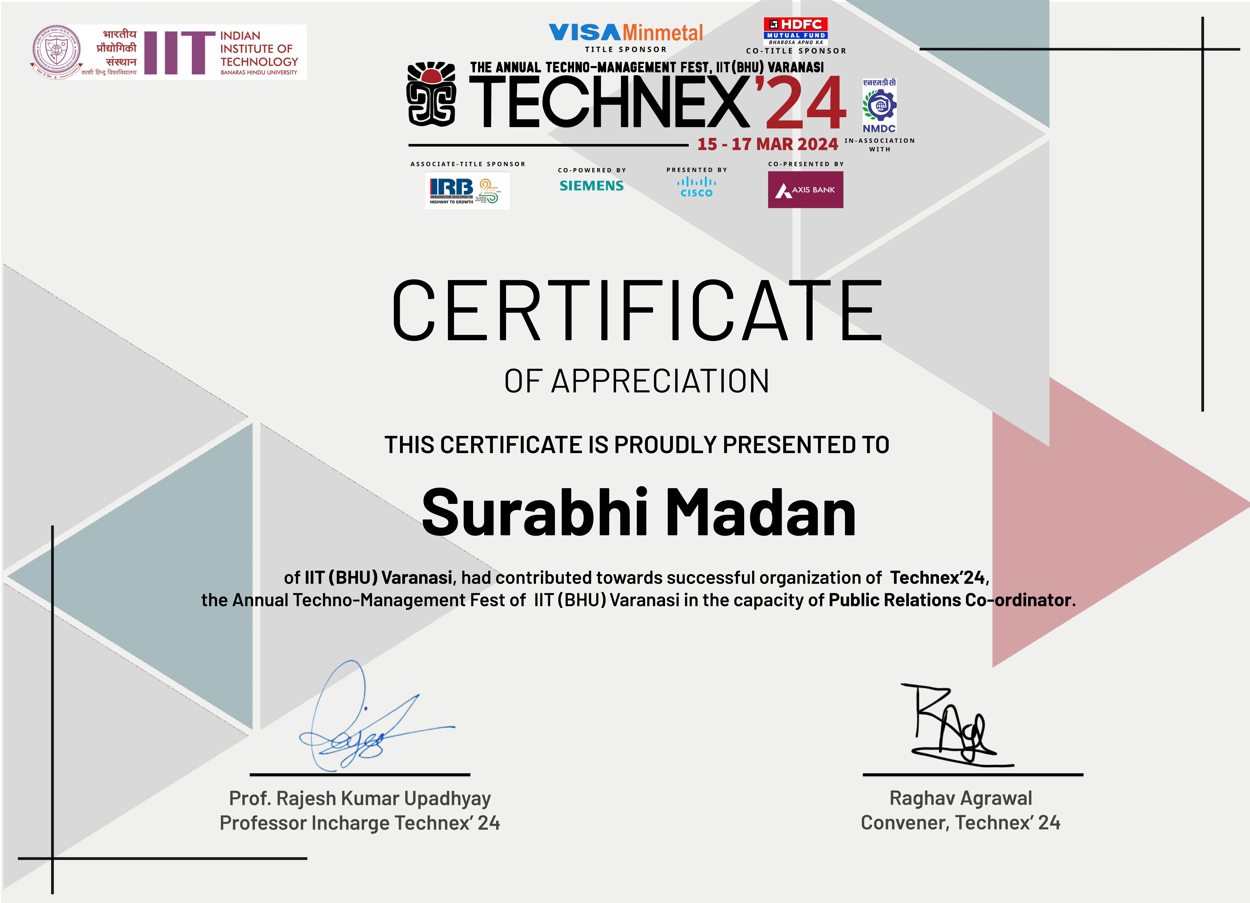 भारतीय
प्रौद्योगिकी
संस्थान
काशी हिन्दू विश्वविद्यालय
IIT
INDIAN
INSTITUTE OF
TECHNOLOGY
BANARAS HINDU UNIVERSITY
VISA Minmetal
TITLE SPONSOR
HDFC
MUTUAL FUND
BHAROSA APNO KA
CO-TITLE SPONSOR
THE ANNUAL TECHNO-MANAGEMENT FEST, IIT(BHU) VARANASI
TECHNEX'24
15 - 17 MAR 2024
एनएमडीसी
NMDC
IN-ASSOCIATION
WITH
ASSOCIATE-TITLE SPONSOR
IRB
HIGHWAY TO GROWTH
25
CO-POWERED BY
SIEMENS
PRESENTED BY
CISCO
CO-PRESENTED BY
AXIS BANK
CERTIFICATE
OF APPRECIATION
THIS CERTIFICATE IS PROUDLY PRESENTED TO
Surabhi Madan
of IIT (BHU) Varanasi, had contributed towards successful organization of Technex’24,
the Annual Techno-Management Fest of IIT (BHU) Varanasi in the capacity of Public Relations Co-ordinator.
RAge
Prof. Rajesh Kumar Upadhyay
Professor Incharge Technex’ 24
Raghav Agrawal
Convener, Technex’ 24